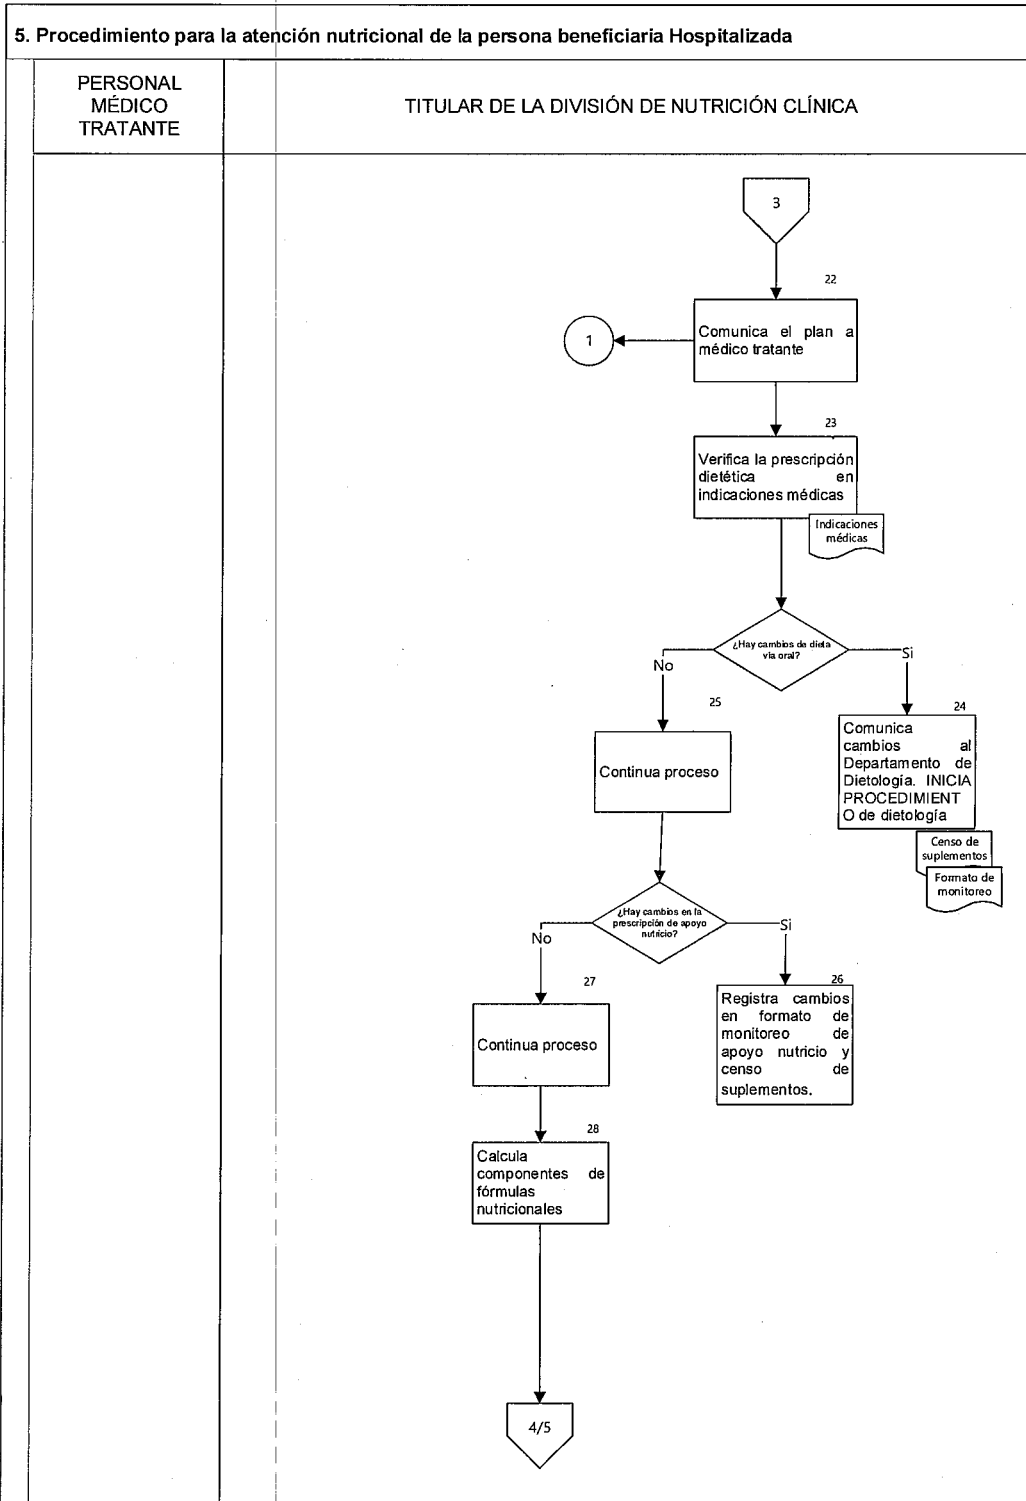 5. Procedimiento para la atención nutricional de la persona beneficiaria Hospitalizada
PERSONAL
MÉDICO
TRATANTE
TITULAR DE LA DIVISIÓN DE NUTRICIÓN CLÍNICA
3
22
Comunica el plan a
médico tratante
1
23
Verifica la prescripción
dietética en
indicaciones médicas
Indicaciones
médicas
¿Hay cambios de dieta
vía oral?
No
Si
25
Continua proceso
24
Comunica
cambios al
Departamento de
Dietología. INICIA
PROCEDIMIENT
O de dietología
Censo de
suplementos
Formato de
monitoreo
¿Hay cambios en la
prescripción de apoyo
nutricio?
No
Si
27
Continua proceso
26
Registra cambios
en formato de
monitoreo de
apoyo nutricio y
censo de
suplementos.
28
Calcula
componentes de
fórmulas
nutricionales
4/5